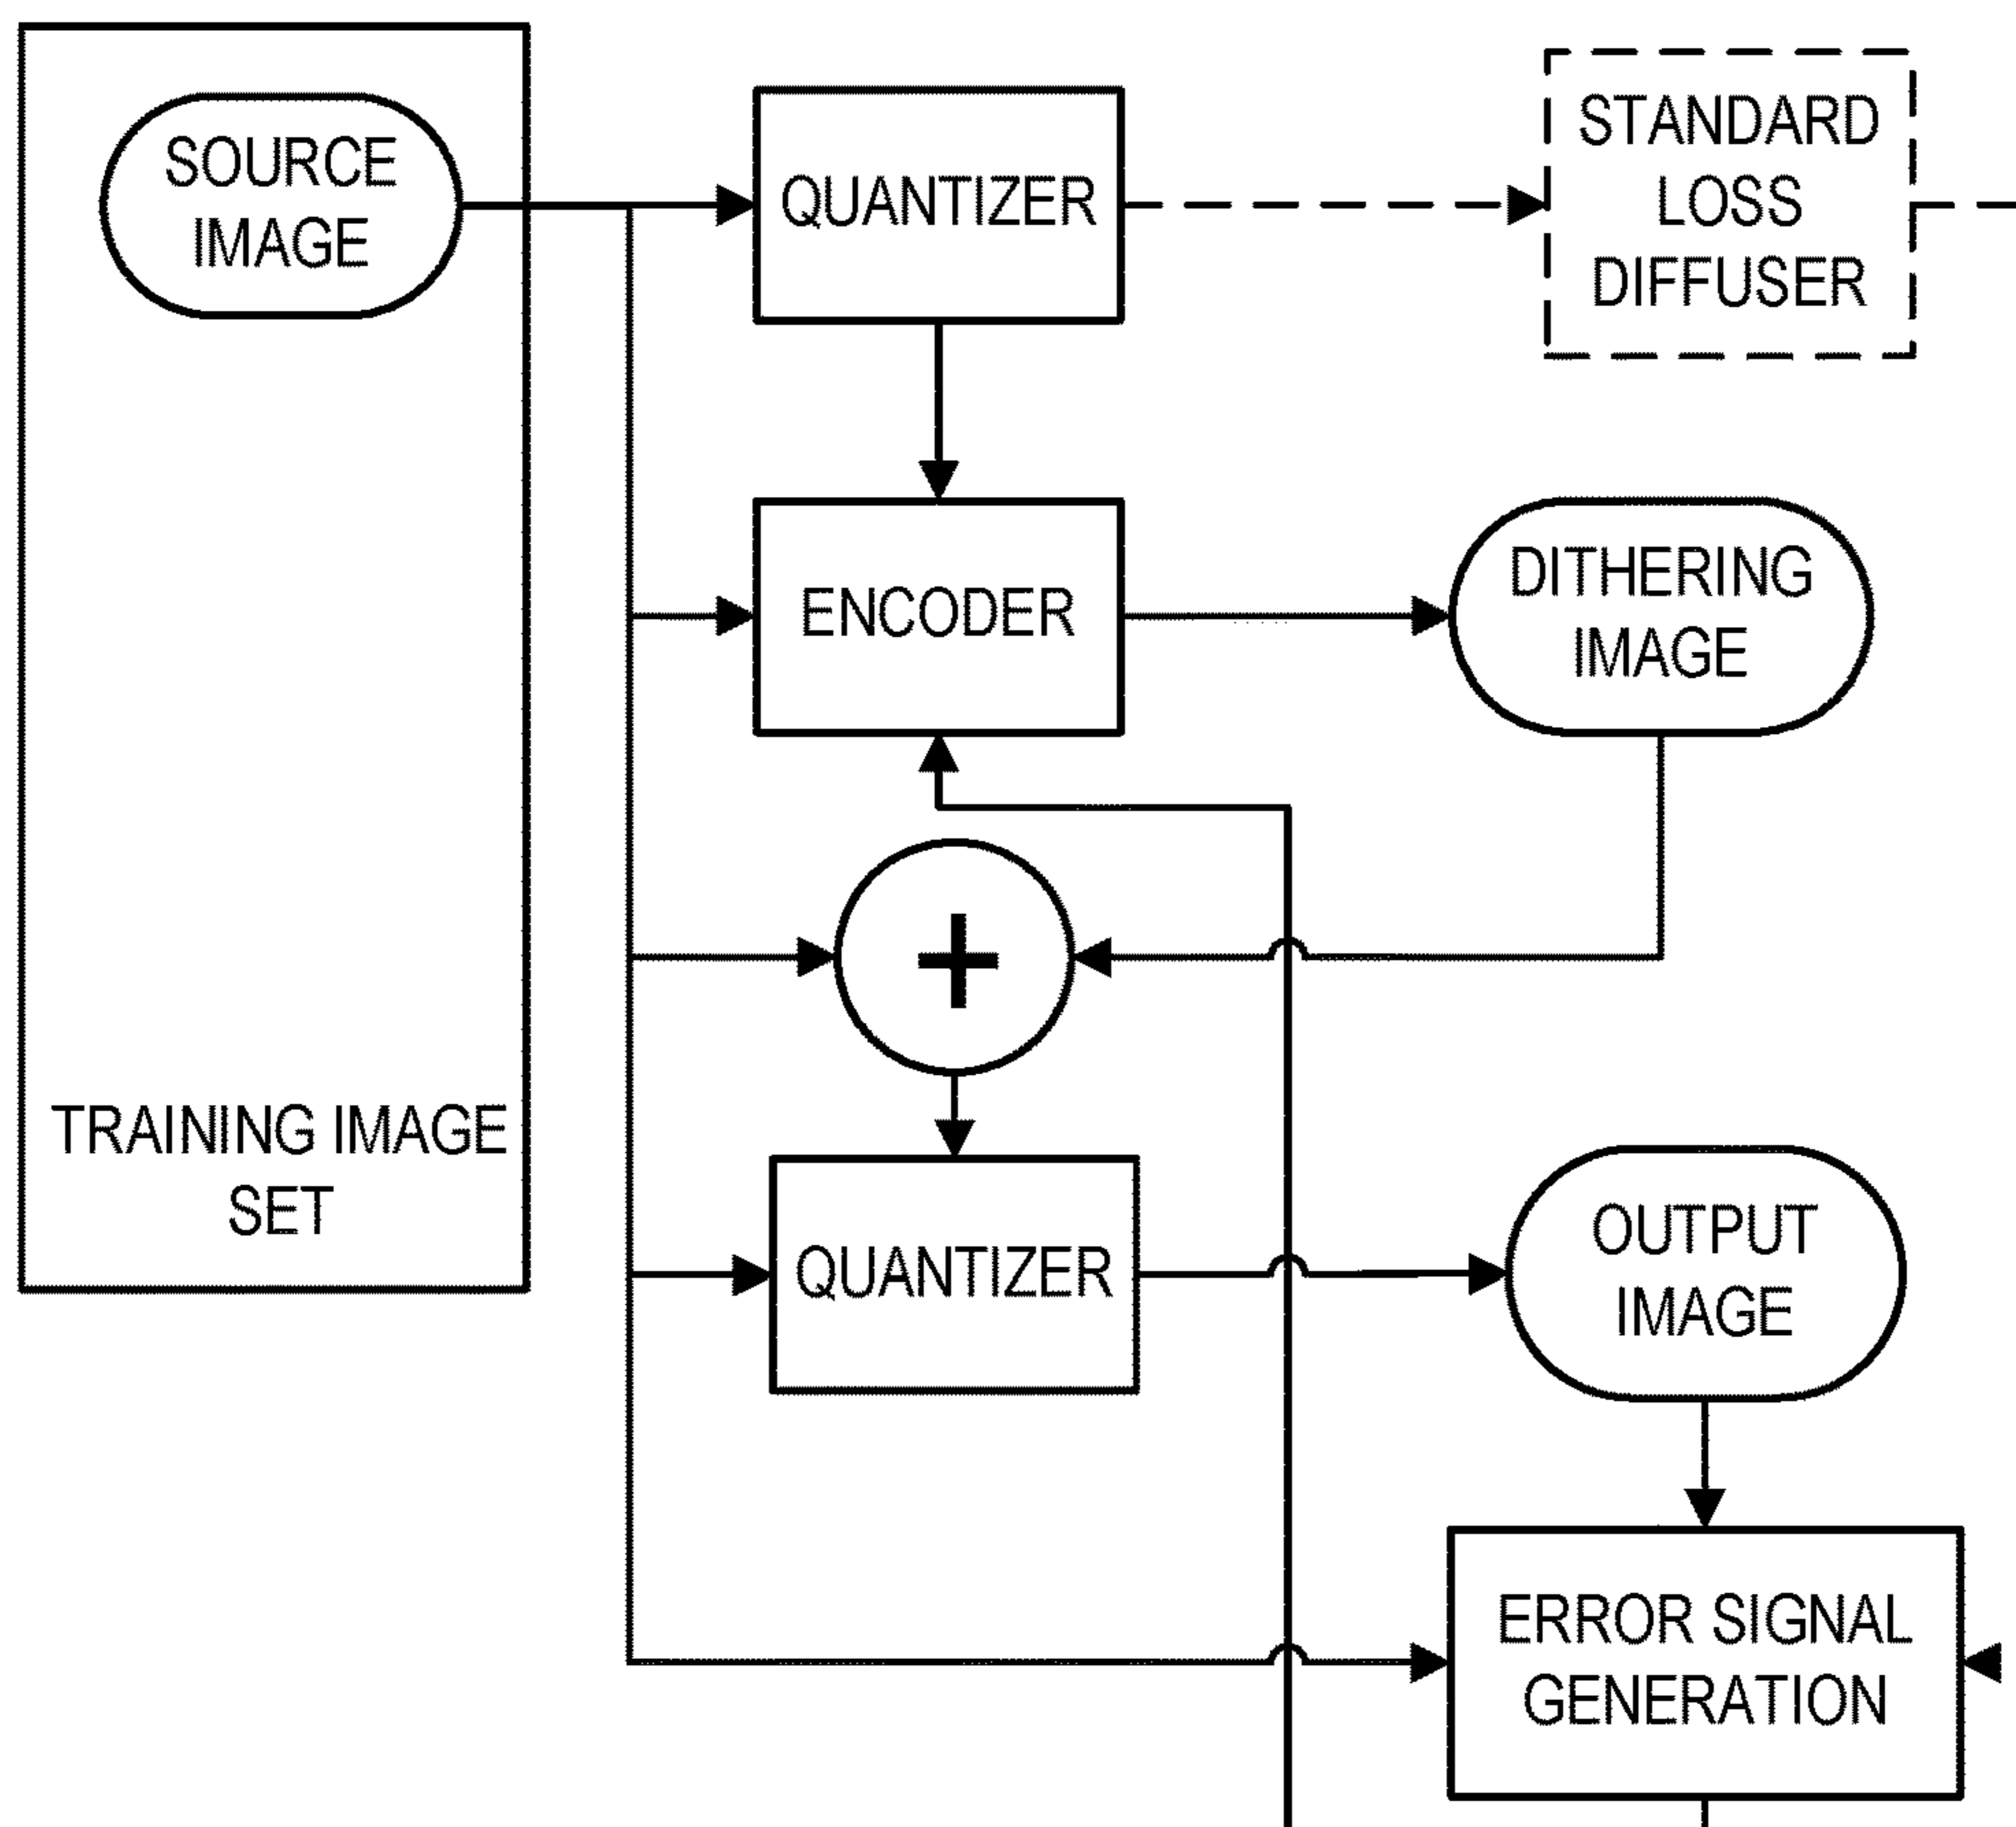 SOURCE
IMAGE
QUANTIZER
STANDARD
LOSS
DIFFUSER
ENCODER
DITHERING
IMAGE
+
TRAINING IMAGE
SET
QUANTIZER
OUTPUT
IMAGE
ERROR SIGNAL
GENERATION